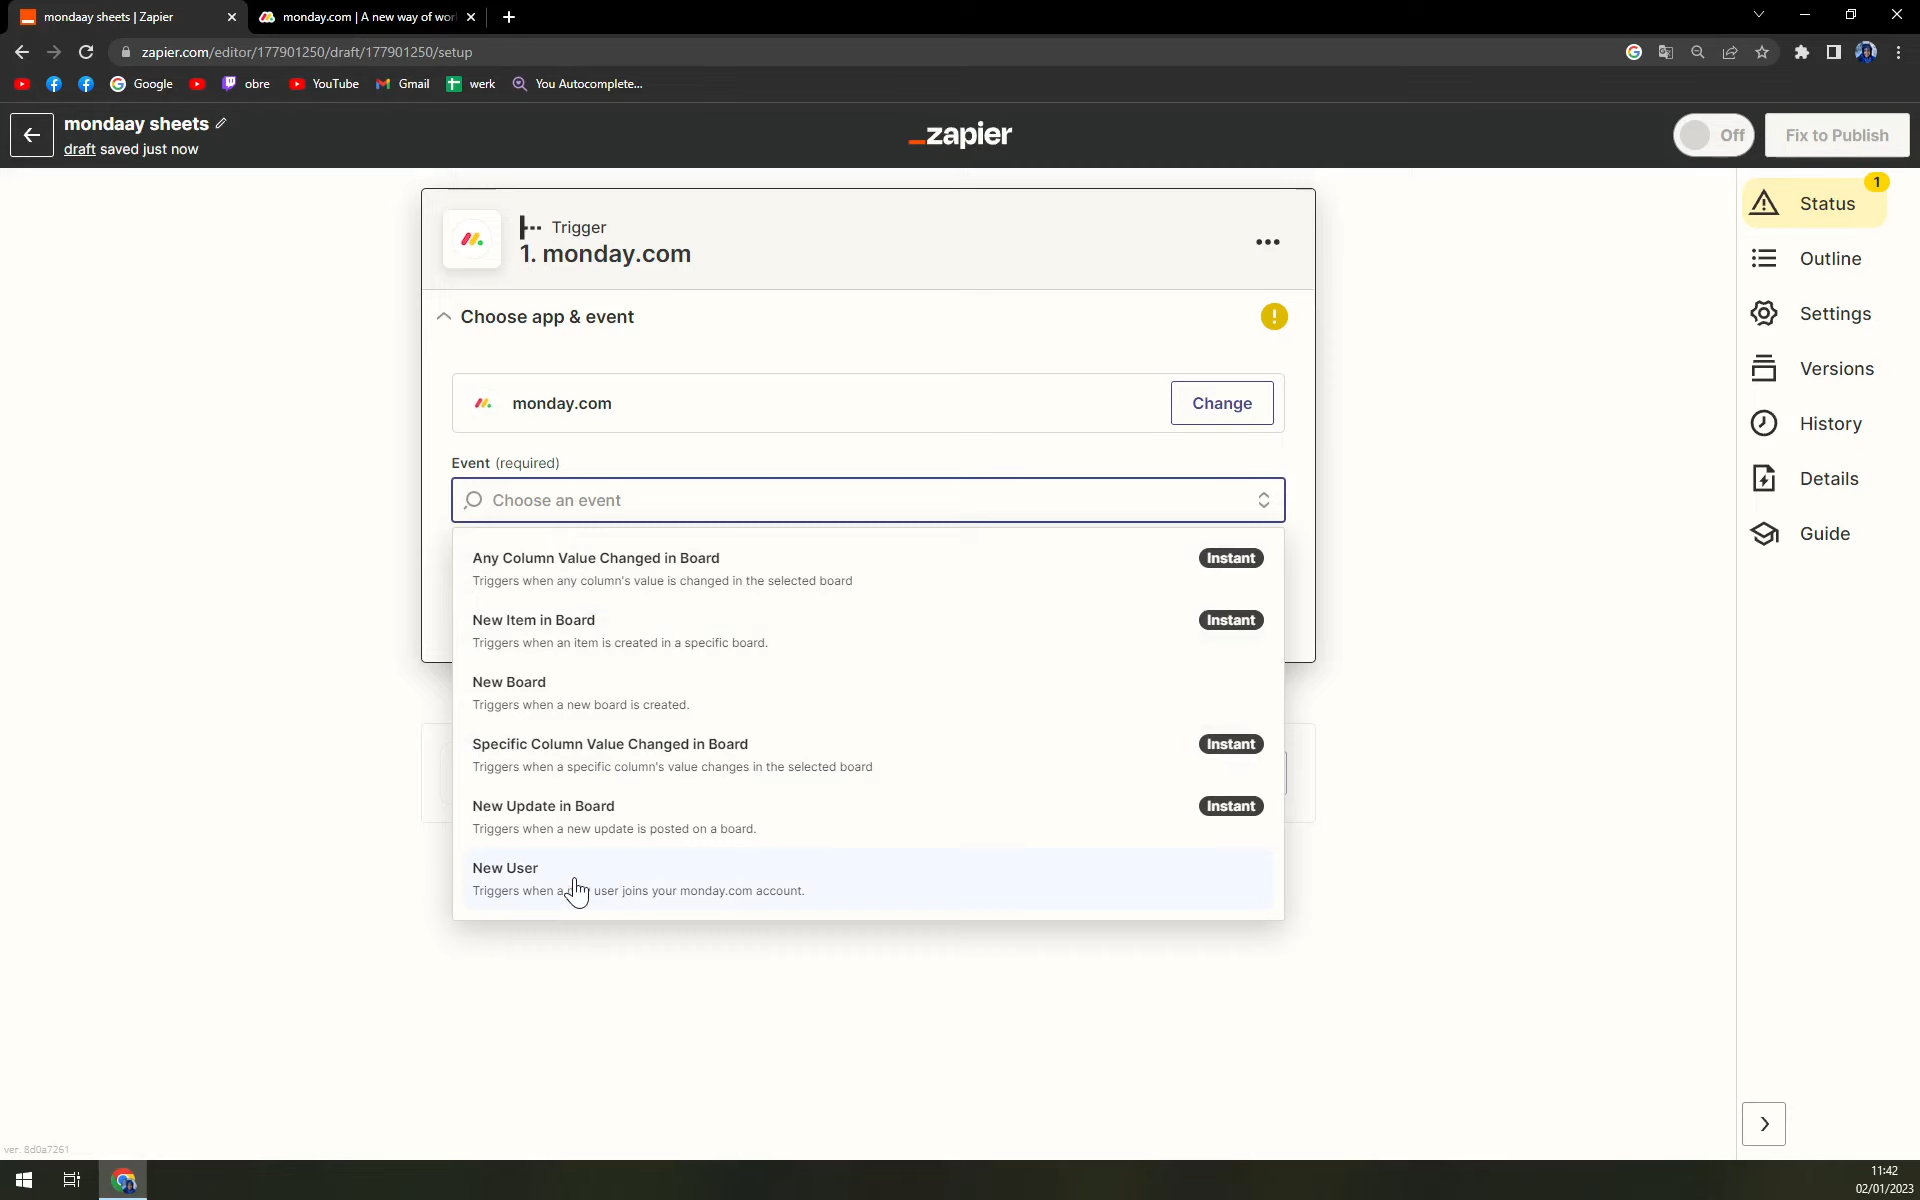 mondaay sheets | Zapier
monday.com | A new way of wor
zapier.com/editor/177901250/draft/177901250/setup
Google
obre
YouTube
Gmail
werk
You Autocomplete...
mondaay sheets
draft saved just now
zapier
Off
Fix to Publish
Trigger
1. monday.com
Choose app & event
monday.com
Change
Event (required)
Choose an event
Any Column Value Changed in Board
Instant
Triggers when any column's value is changed in the selected board
New Item in Board
Instant
Triggers when an item is created in a specific board.
New Board
Triggers when a new board is created.
Specific Column Value Changed in Board
Instant
Triggers when a specific column's value changes in the selected board
New Update in Board
Instant
Triggers when a new update is posted on a board.
New User
Triggers when a user joins your monday.com account.
1
Status
Outline
Settings
Versions
History
Details
Guide
ver. 8d0a7261
11:42
02/01/2023